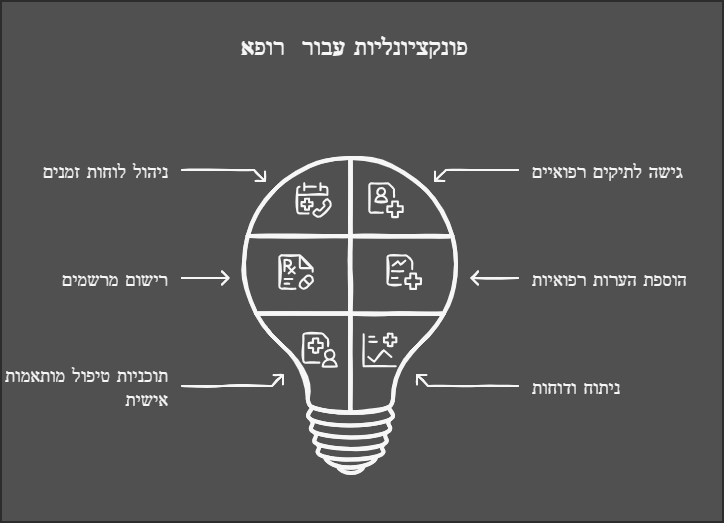 פונקציונליות עבור רופא
גישה לתיקים רפואיים
ניהול לוחות זמנים
הוספת הערות רפואיות
רישום מרשמים
ניתוח ודוחות
תוכניות טיפול מותאמות
אישית